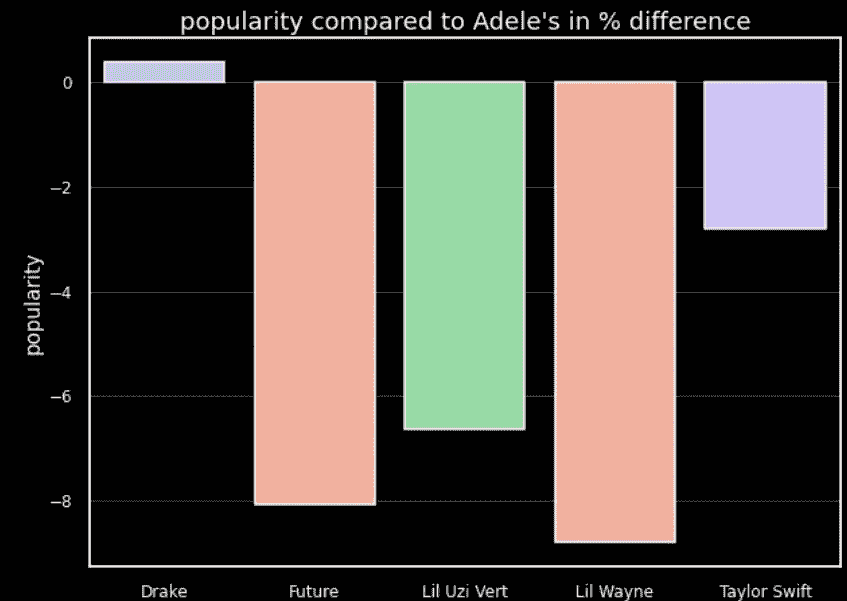 popularity compared to Adele's in % difference
popularity
0
−2
−4
−6
−8
Drake Future Lil Uzi Vert Lil Wayne Taylor Swift